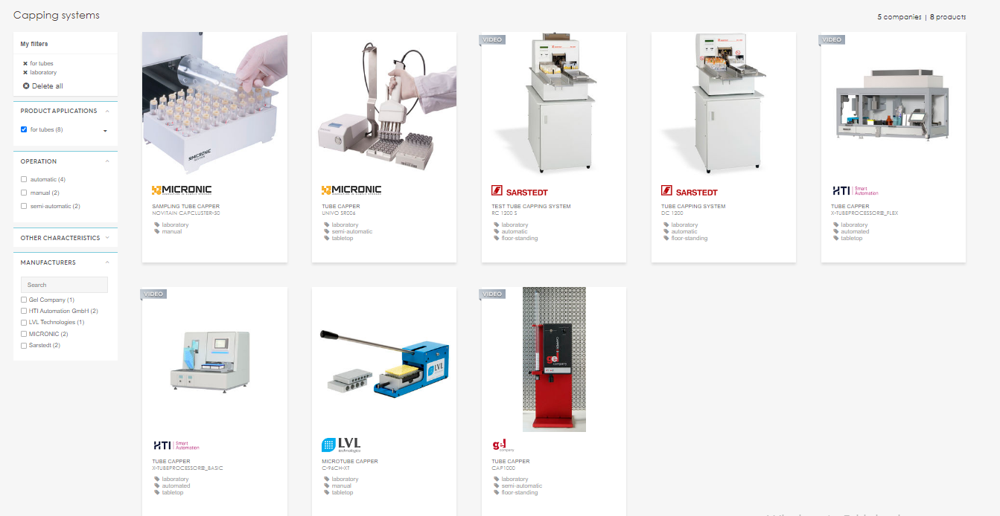 Capping systems
5 companies | 8 products
My filters
✖ for tubes
✖ laboratory
Delete all
PRODUCT APPLICATIONS
for tubes (8)
OPERATION
automatic (4)
manual (2)
semi-automatic (2)
OTHER CHARACTERISTICS
MANUFACTURERS
Search
Gel Company (1)
HTI Automation GmbH (2)
LVL Technologies (1)
MICRONIC (2)
Sarstedt (2)
MICRONIC
MICRONIC
SAMPLING TUBE CAPPER
NOVITAIN CAPCLUSTER-50
laboratory
manual
MICRONIC
TUBE CAPPER
UNIVO SR006
laboratory
semi-automatic
tabletop
VIDEO
SARSTEDT
TEST TUBE CAPPING SYSTEM
RC 1200 S
laboratory
automatic
floor-standing
SARSTEDT
TUBE CAPPING SYSTEM
DC 1200
laboratory
automatic
floor-standing
VIDEO
HTI Smart Automation
TUBE CAPPER
X-TUBEPROCESSOR®_FLEX
laboratory
automated
tabletop
VIDEO
HTI Smart Automation
TUBE CAPPER
X-TUBEPROCESSOR®_BASIC
laboratory
automated
tabletop
LVL
LVL
technologies
MICROTUBE CAPPER
C-96CH-XT
laboratory
manual
tabletop
VIDEO
gel
company
gel
company
TUBE CAPPER
CAP1000
laboratory
semi-automatic
floor-standing